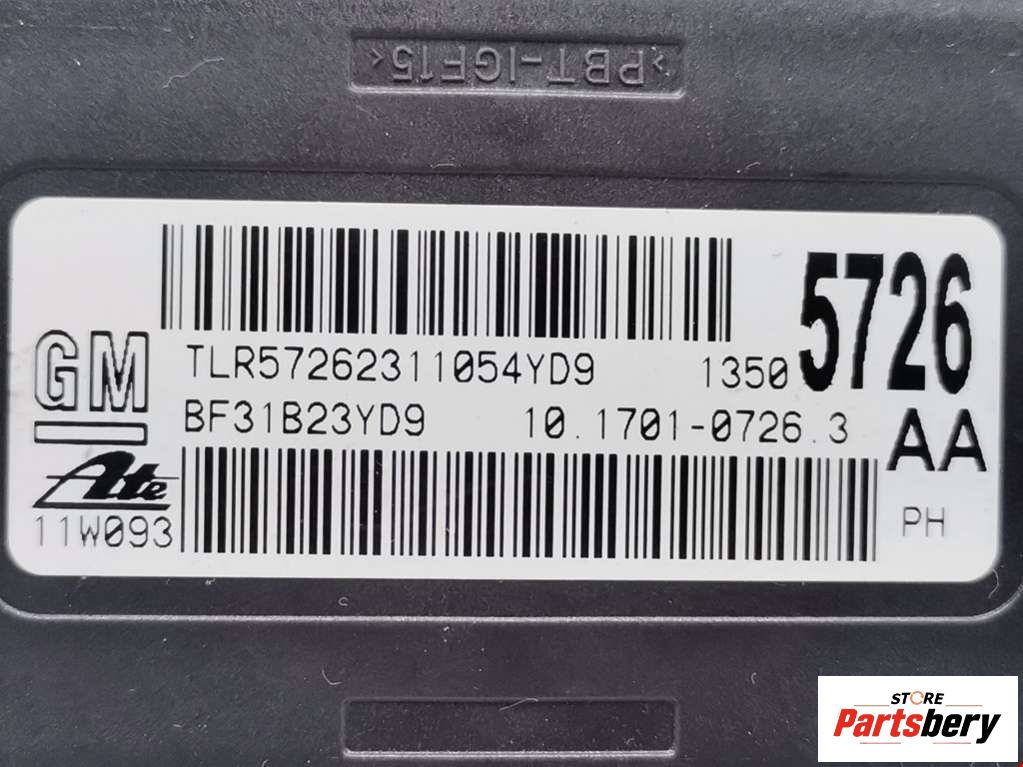 >PBT-IGF15<
GM
TLR57262311054YD9
1350 5726
BF31B23YD9
10.1701-0726.3
AA
Ate
11W093
PH
STORE
Partsbery